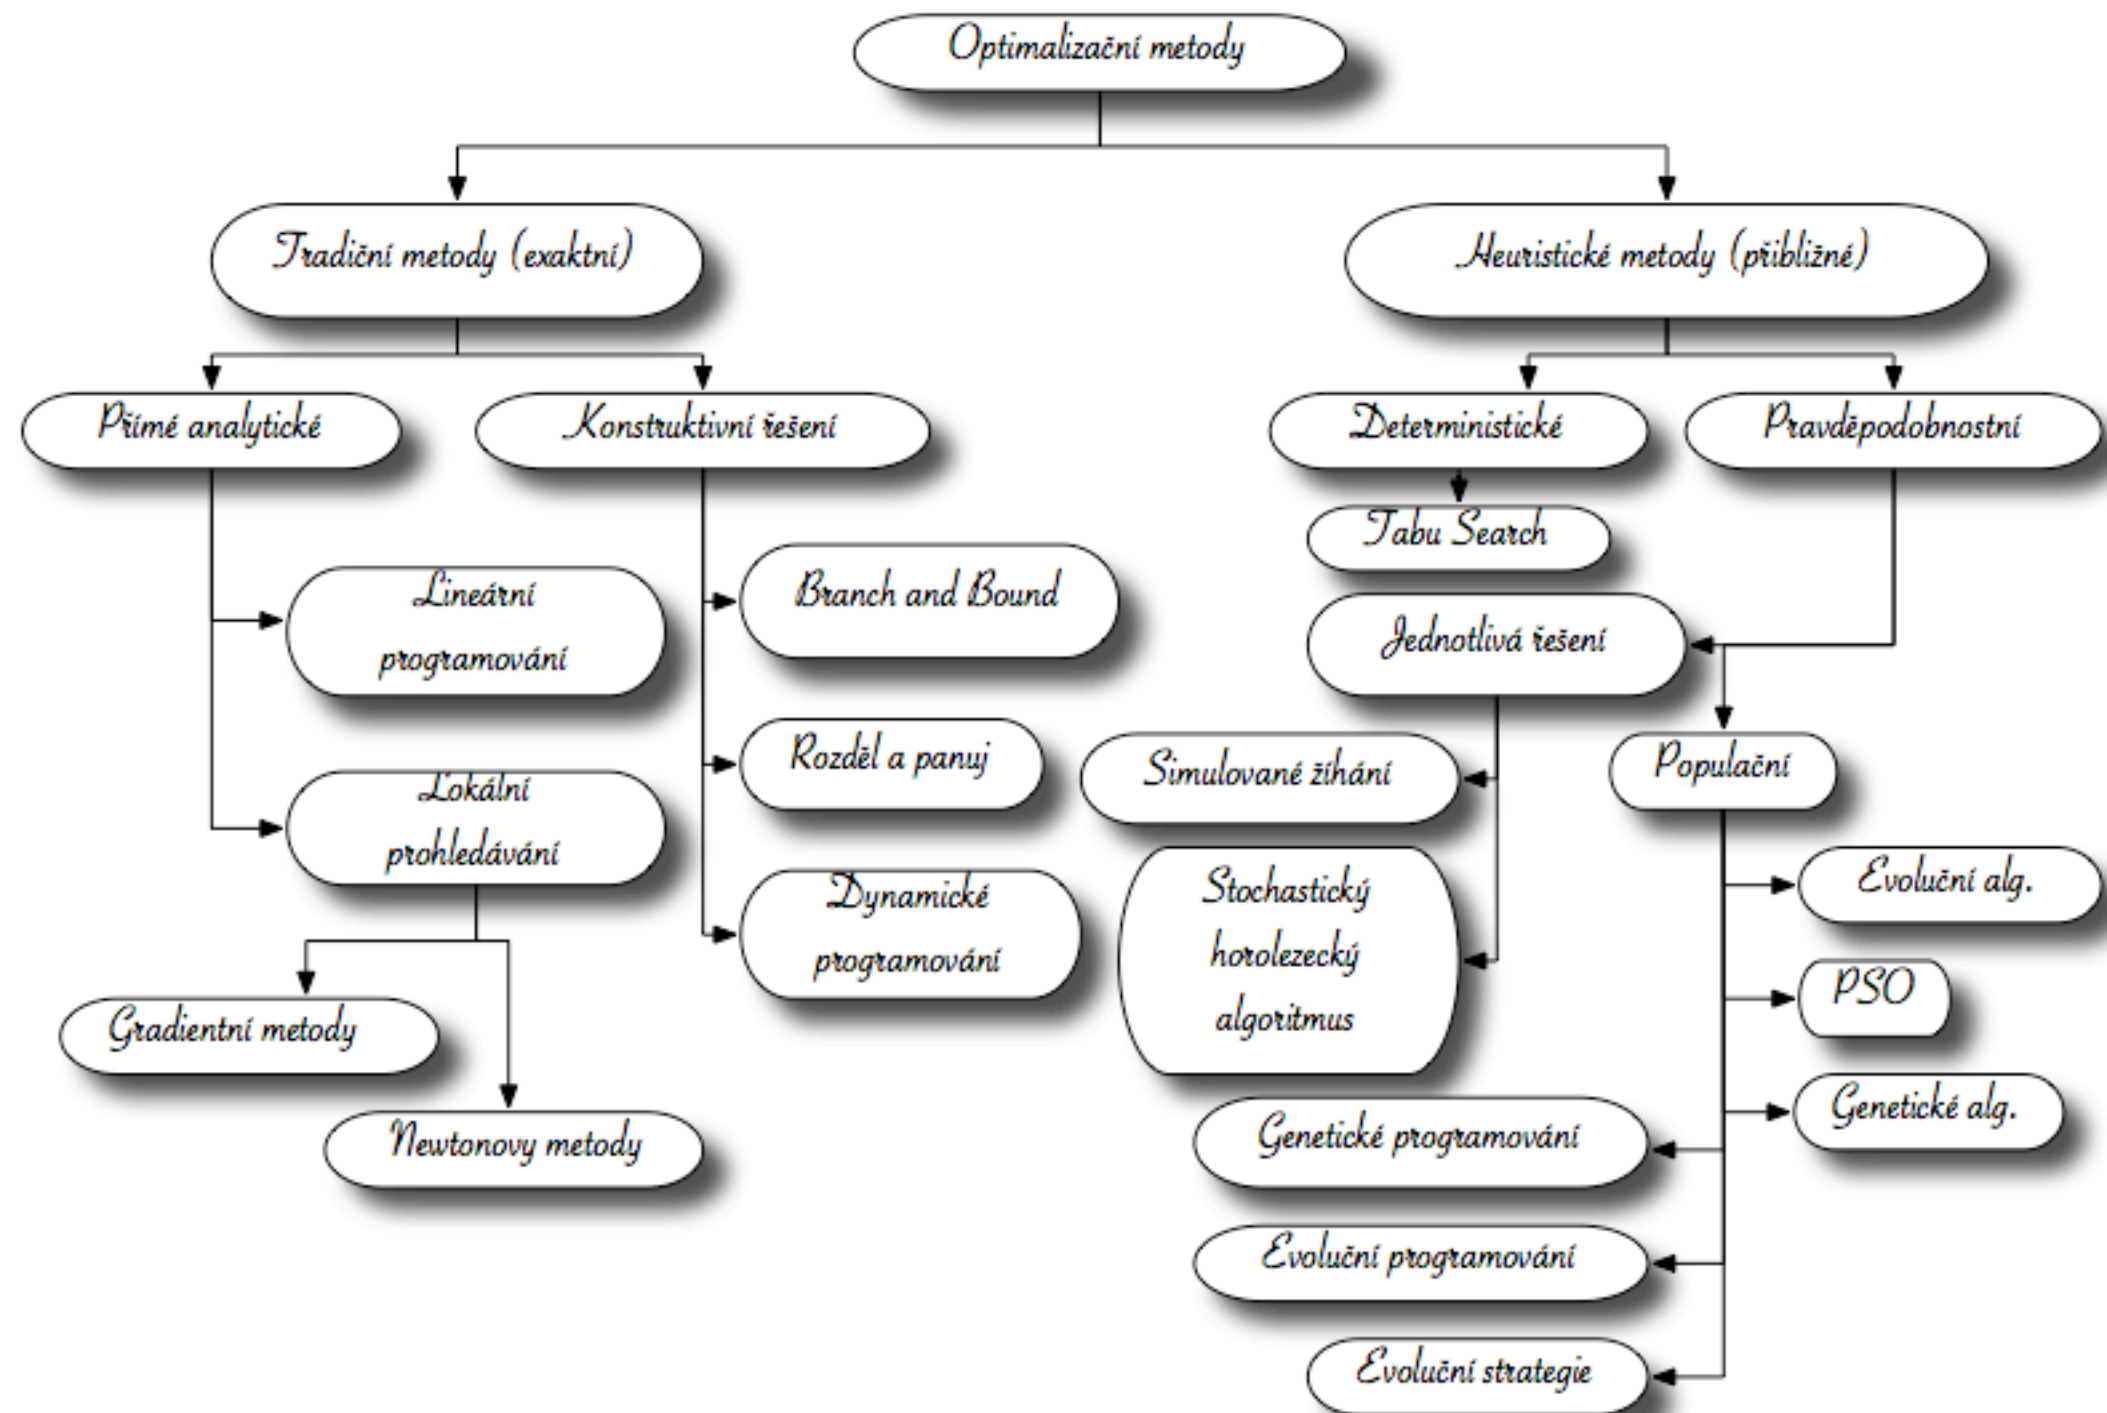 Optimalizační metody
Tradiční metody (exaktní)
Heuristické metody (přibližné)
Přímé analytické
Konstruktivní řešení
Deterministické
Pravděpodobnostní
Tabu Search
Lineární
programování
Branch and Bound
Jednotlivá řešení
Rozděl a panuj
Simulované žíhání
Populační
Lokální
prohledávání
Dynamické
programování
Stochastický
horolezecký
algoritmus
Evoluční alg.
PSO
Genetické alg.
Gradientní metody
Newtonovy metody
Genetické programování
Evoluční programování
Evoluční strategie